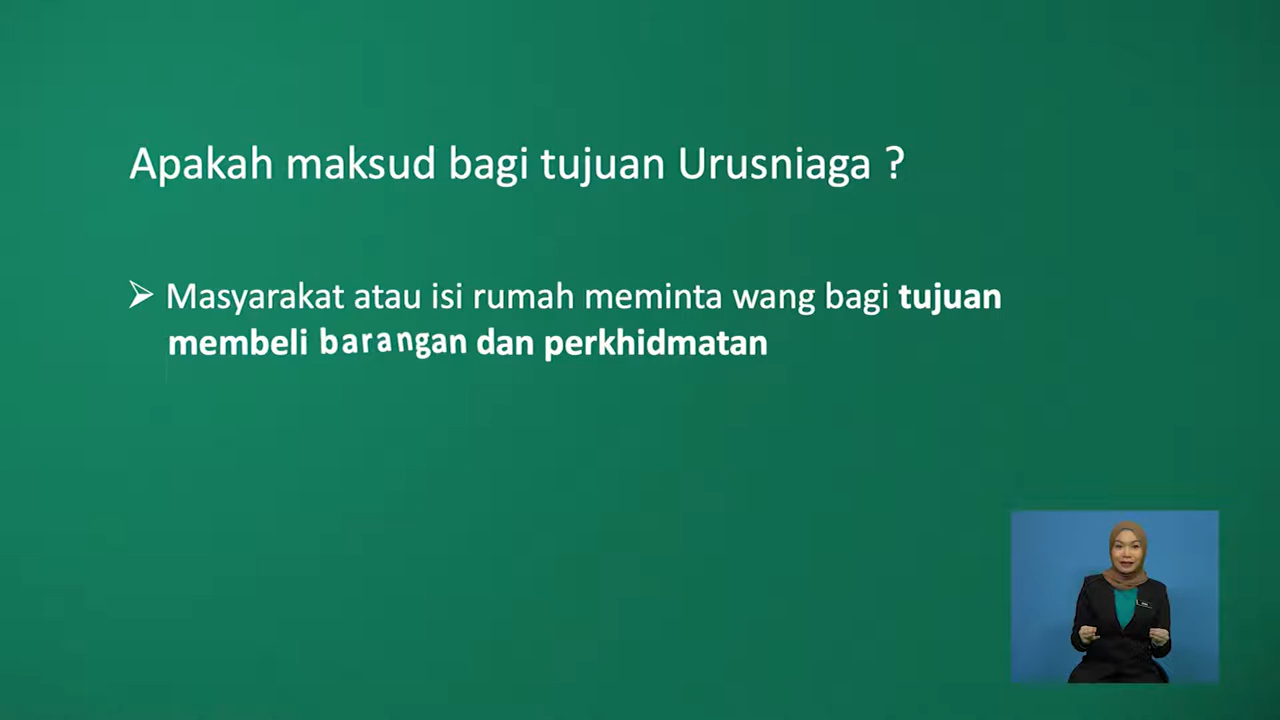 Apakah maksud bagi tujuan Urusniaga ?
➢ Masyarakat atau isi rumah meminta wang bagi tujuan
membeli barangan dan perkhidmatan